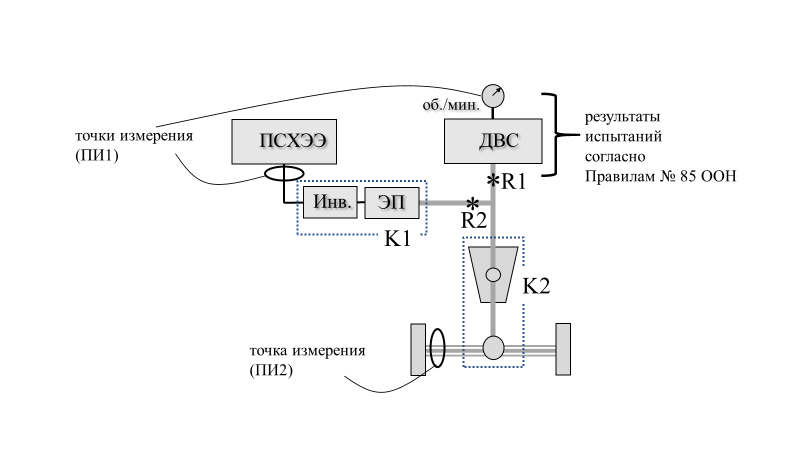 об./мин.
точки измерения
(ПИ1)
ПСХЭЭ
ДВС
результаты
испытаний
согласно
Правилам № 85 ООН
*R1
Инв.
ЭП
*
R2
K1
K2
точка измерения
(ПИ2)